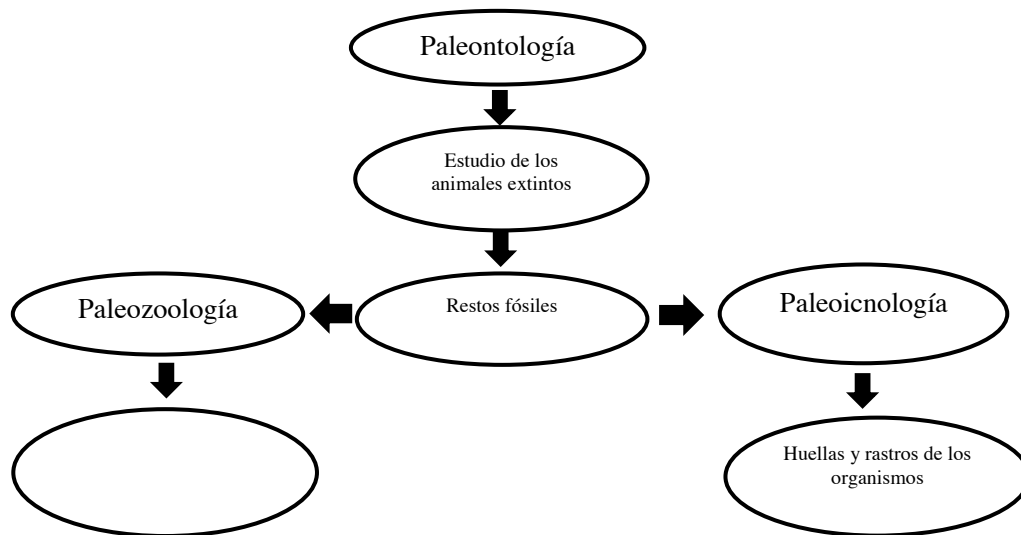 Paleontología
Estudio de los
animales extintos
Restos fósiles
Paleozoología
Paleoicnología
Huellas y rastros de los
organismos